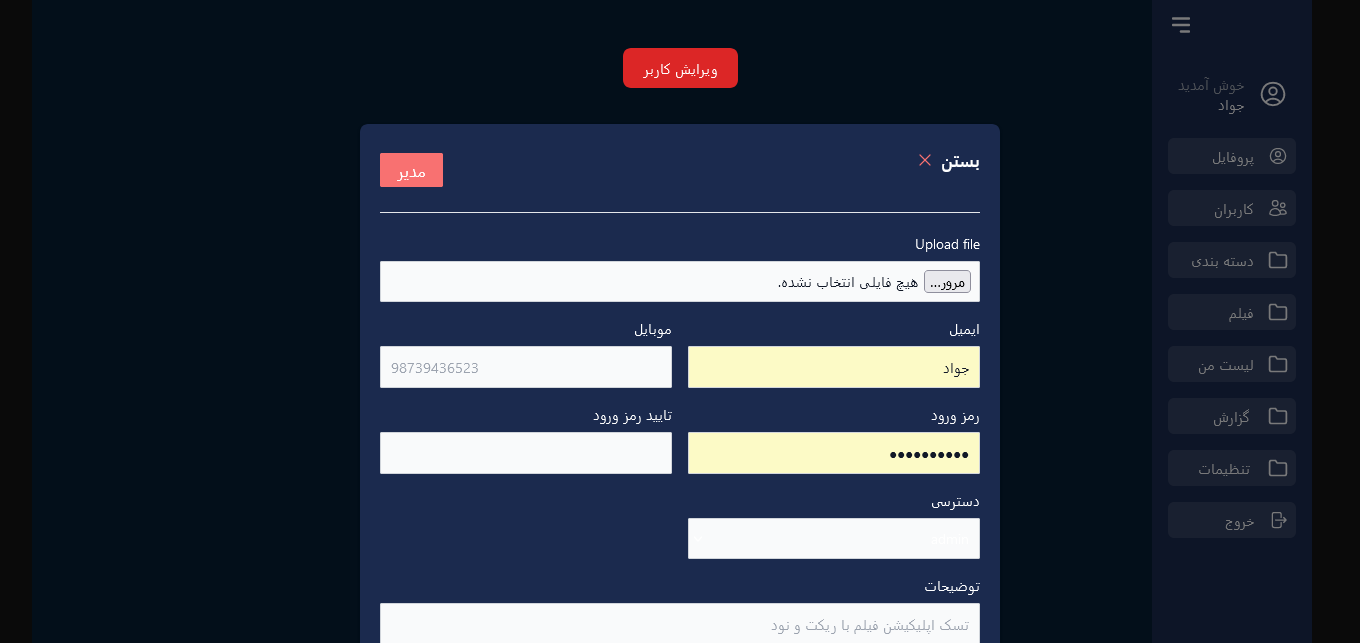 ویرایش کاربر
خوش آمدید
جواد
پروفایل
کاربران
دسته بندی
فیلم
لیست من
گزارش
تنظیمات
خروج
بستن
مدیر
Upload file
مرور...
هیچ فایلی انتخاب نشده.
ایمیل
موبایل
جواد
98739436523
رمز ورود
تایید رمز ورود
••••••••••
دسترسی
توضیحات
تسک اپلیکیشن فیلم با ریکت و نود